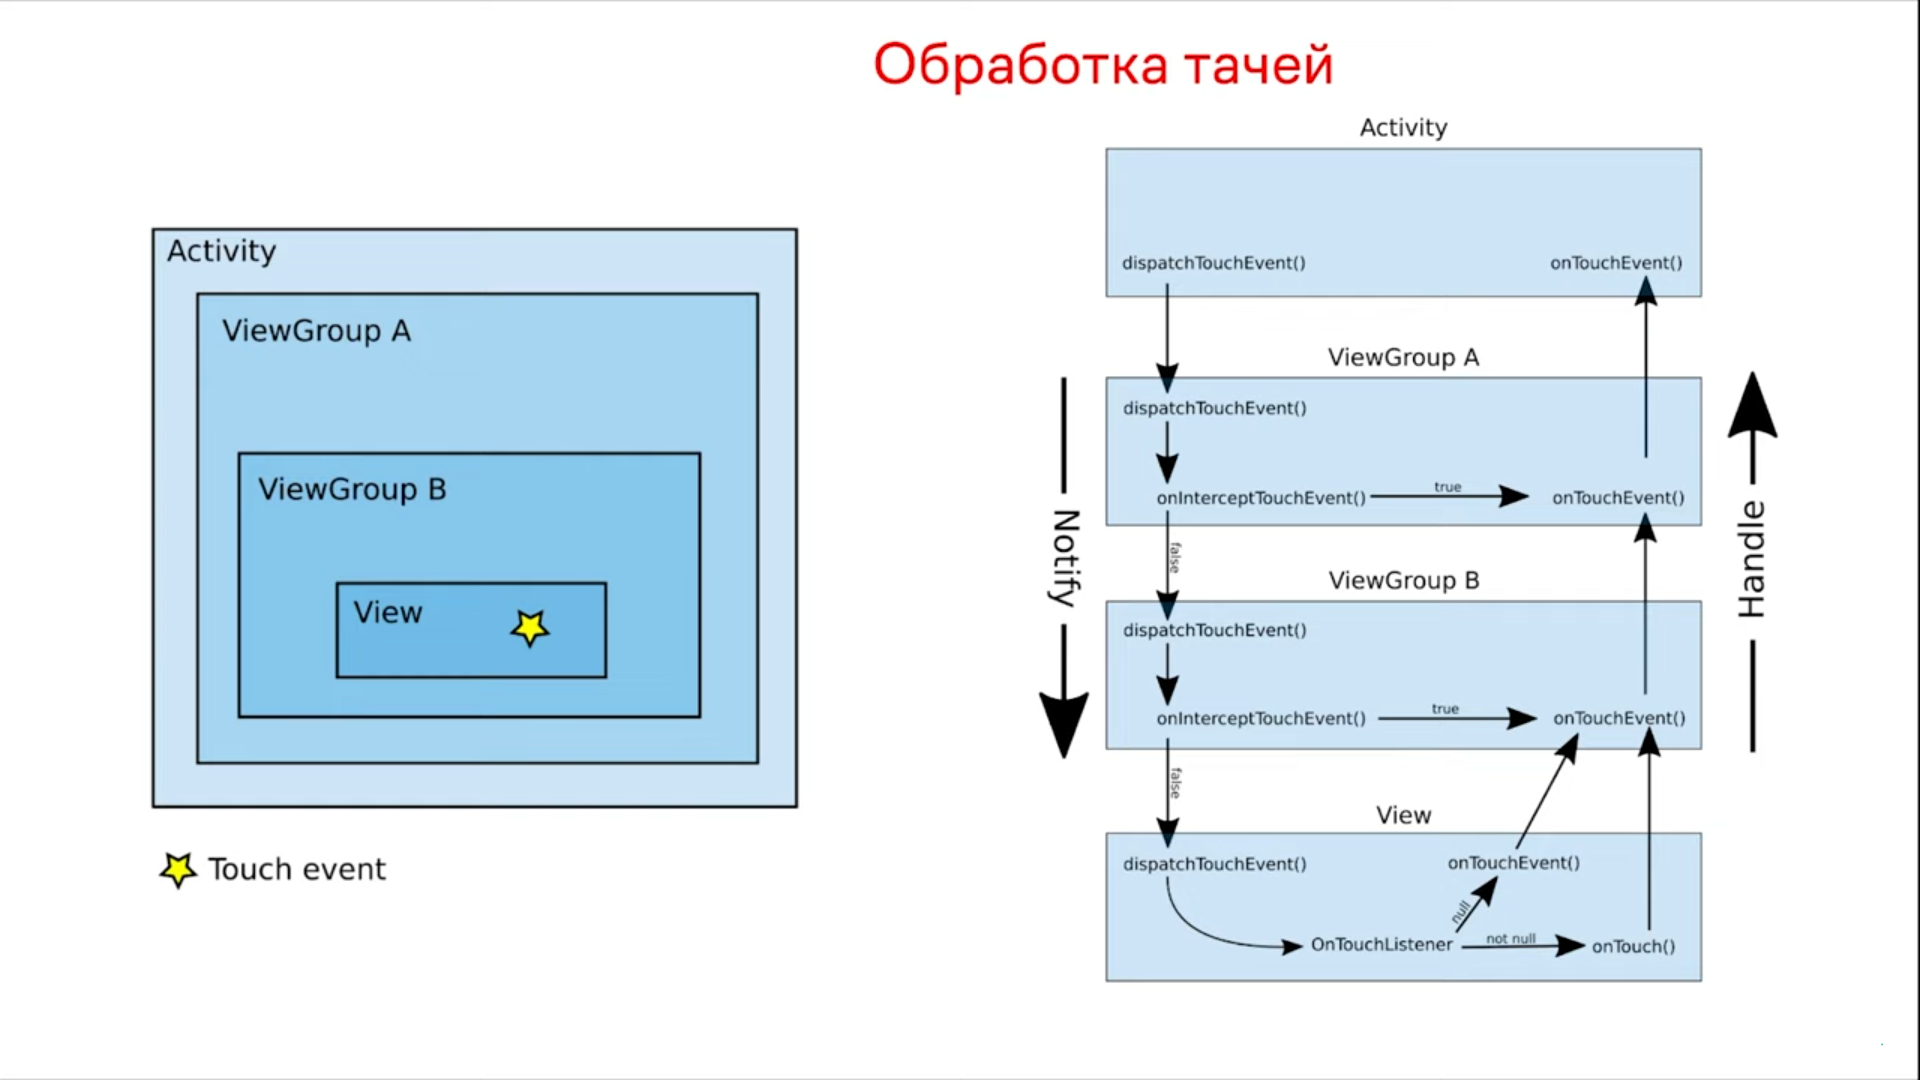 Обработка тачей
Activity
ViewGroup A
ViewGroup B
View
Touch event
Activity
dispatchTouchEvent()
onTouchEvent()
ViewGroup A
dispatchTouchEvent()
onInterceptTouchEvent()
true
onTouchEvent()
false
Notify
Handle
ViewGroup B
dispatchTouchEvent()
onInterceptTouchEvent()
true
onTouchEvent()
false
View
dispatchTouchEvent()
onTouchEvent()
null
OnTouchListener
not null
onTouch()